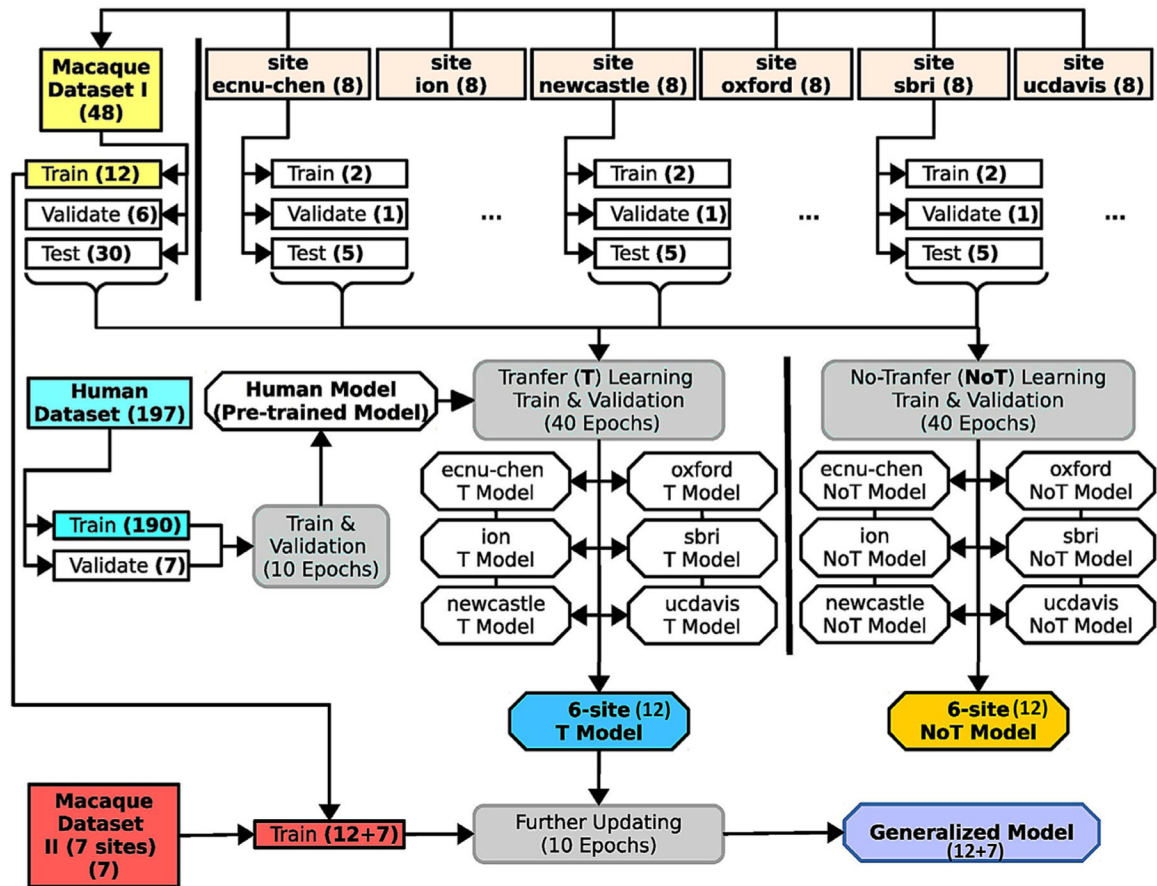 Macaque
Dataset I
(48)
site
ecnu-chen (8)
site
ion (8)
site
newcastle (8)
site
oxford (8)
site
sbri (8)
site
ucdavis (8)
Train (12)
Validate (6)
Test (30)
Train (2)
Validate (1)
Test (5)
...
Train (2)
Validate (1)
Test (5)
...
Train (2)
Validate (1)
Test (5)
...
Human
Dataset (197)
Human Model
(Pre-trained Model)
Tranfer (T) Learning
Train & Validation
(40 Epochs)
No-Tranfer (NoT) Learning
Train & Validation
(40 Epochs)
Train (190)
Validate (7)
Train &
Validation
(10 Epochs)
ecnu-chen
T Model
oxford
T Model
ion
T Model
sbri
T Model
newcastle
T Model
ucdavis
T Model
ecnu-chen
NoT Model
oxford
NoT Model
ion
NoT Model
sbri
NoT Model
newcastle
NoT Model
ucdavis
NoT Model
6-site (12)
T Model
6-site (12)
NoT Model
Macaque
Dataset
II (7 sites)
(7)
Train (12+7)
Further Updating
(10 Epochs)
Generalized Model
(12+7)